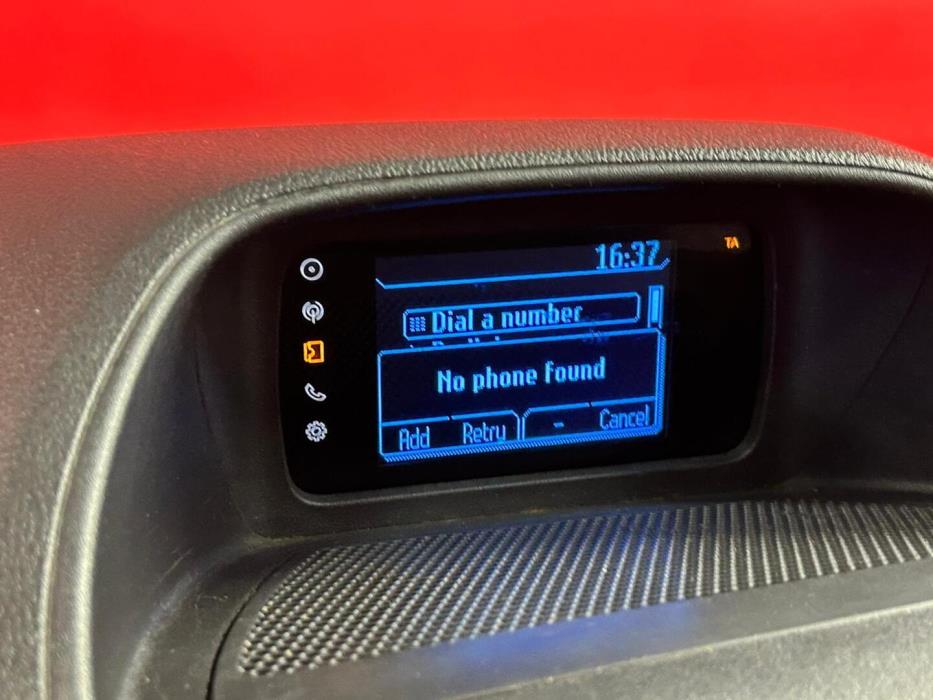 16:37
TA
Dial a number
No phone found
Add Retry - Cancel